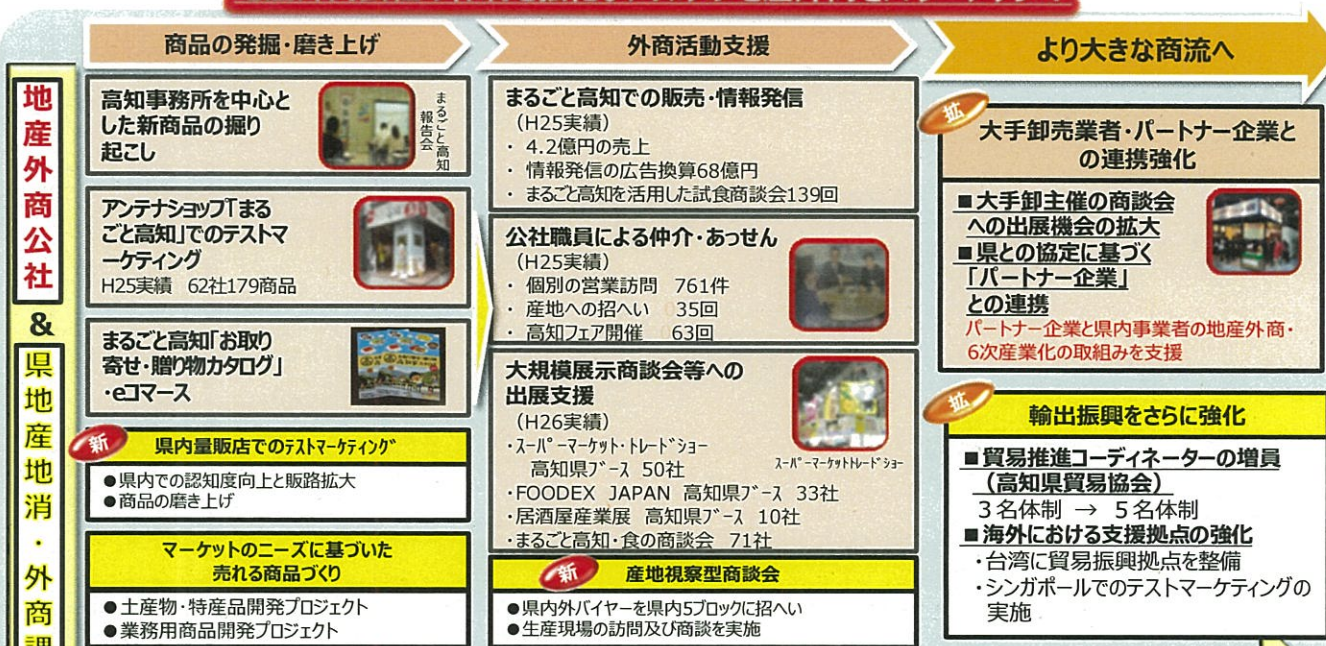 商品の発掘・磨き上げ
外商活動支援
より大きな商流へ
地産外商公社
&
県地産地消・外商課
高知事務所を中心と
した新商品の掘り
起こし
まるごと高知
報告会
アンテナショップ「まる
ごと高知」でのテストマ
ーケティング
H25実績 62社179商品
まるごと高知「お取り
寄せ・贈り物カタログ」
・eコマース
新
県内量販店でのテストマーケティング
●県内での認知度向上と販路拡大
●商品の磨き上げ
マーケットのニーズに基づいた
売れる商品づくり
●土産物・特産品開発プロジェクト
●業務用商品開発プロジェクト
まるごと高知での販売・情報発信
(H25実績)
・ 4.2億円の売上
・ 情報発信の広告換算68億円
・ まるごと高知を活用した試食商談会139回
公社職員による仲介・あっせん
(H25実績)
・ 個別の営業訪問 761件
・ 産地への招へい 35回
・ 高知フェア開催 63回
大規模展示商談会等への
出展支援
(H26実績)
・スーパーマーケット・トレードショー
高知県ブース 50社
・FOODEX JAPAN 高知県ブース 33社
・居酒屋産業展 高知県ブース 10社
・まるごと高知・食の商談会 71社
スーパーマーケットトレードショー
新
産地視察型商談会
●県内外バイヤーを県内5ブロックに招へい
●生産現場の訪問及び商談を実施
拡
大手卸売業者・パートナー企業と
の連携強化
■大手卸主催の商談会
への出展機会の拡大
■県との協定に基づく
「パートナー企業」
との連携
パートナー企業と県内事業者の地産外商・
6次産業化の取組みを支援
拡
輸出振興をさらに強化
■貿易推進コーディネーターの増員
(高知県貿易協会)
3名体制 → 5名体制
■海外における支援拠点の強化
・台湾に貿易振興拠点を整備
・シンガポールでのテストマーケティングの
実施